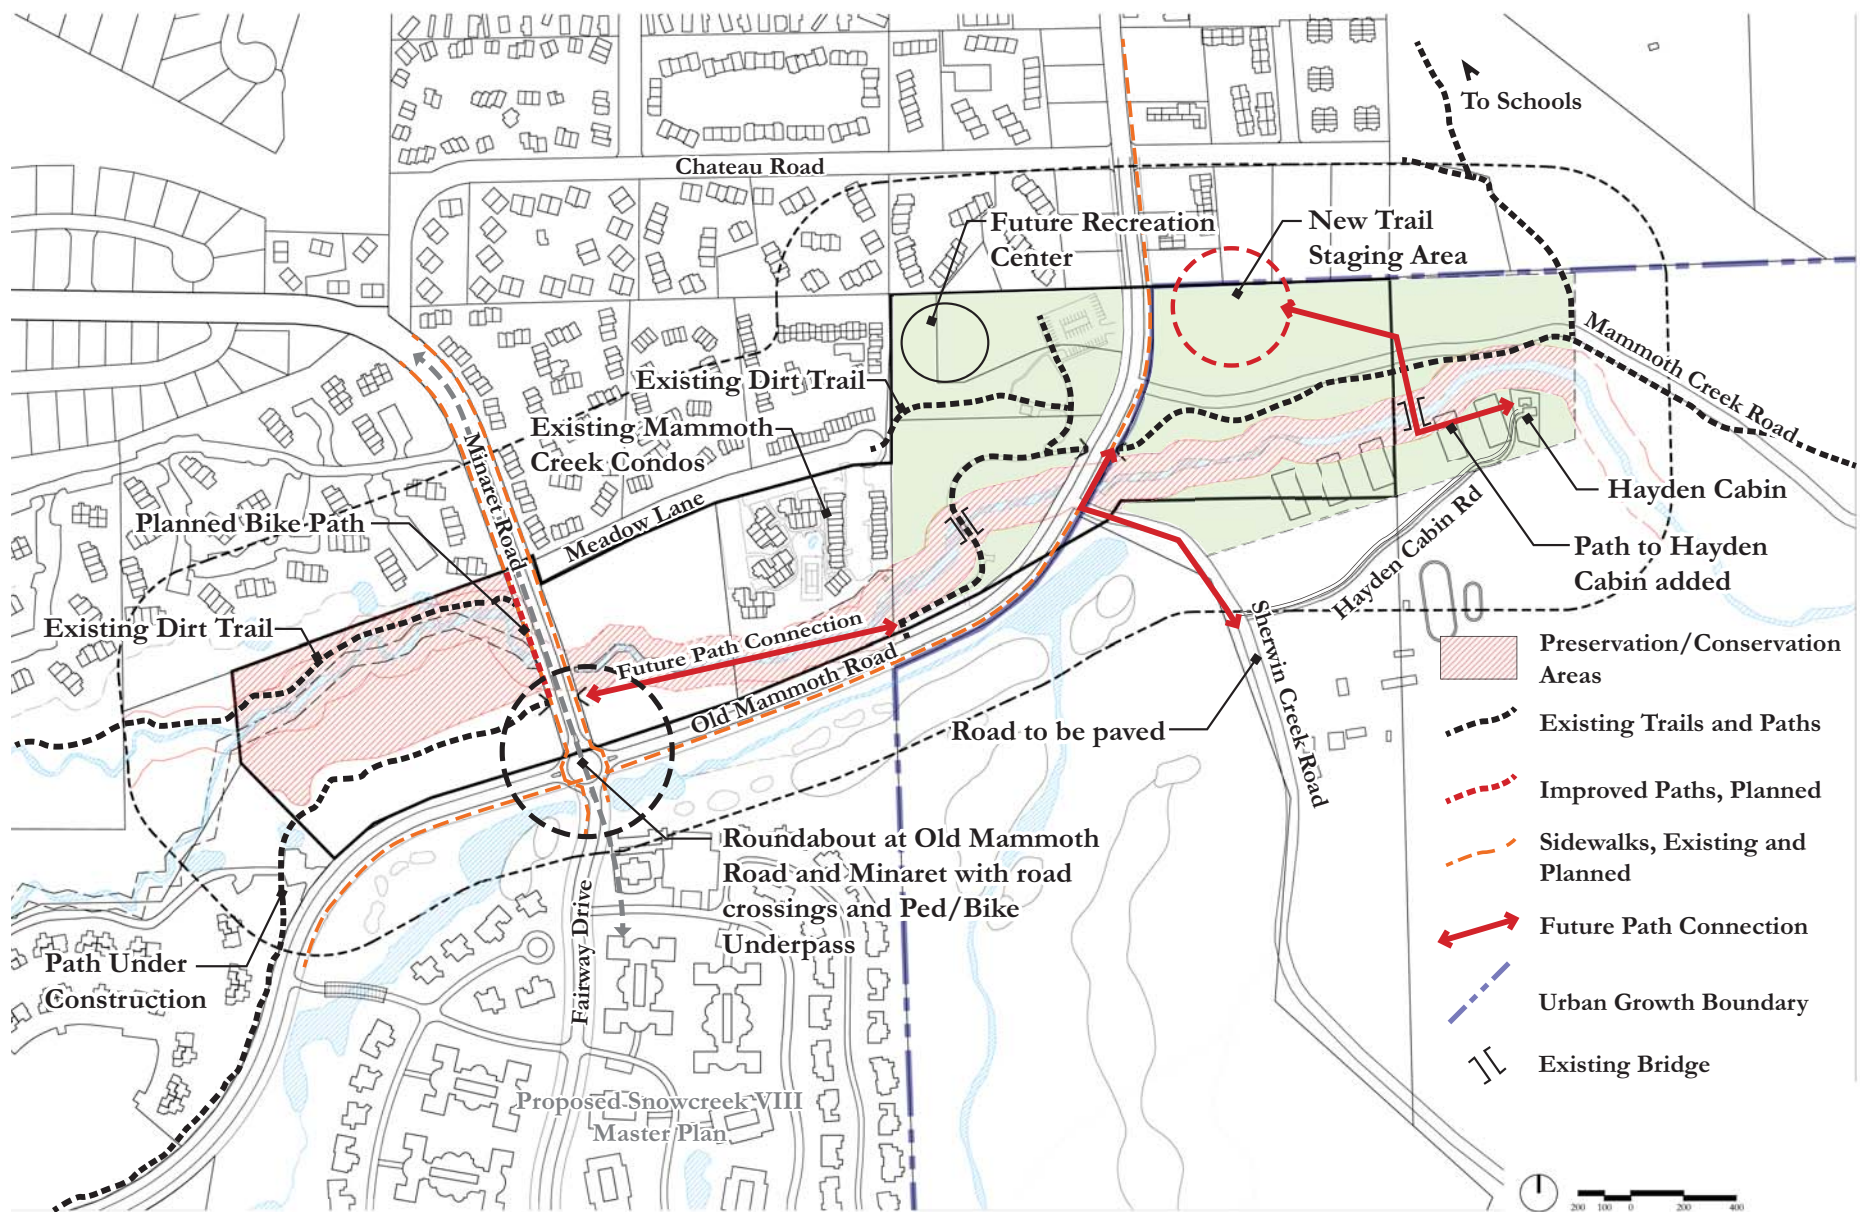 To Schools
Chateau Road
Future Recreation
Center
New Trail
Staging Area
Mammoth Creek Road
Existing Dirt Trail
Existing Mammoth
Creek Condos
Minaret Road
Meadow Lane
Planned Bike Path
Hayden Cabin
Hayden Cabin Rd
Path to Hayden
Cabin added
Existing Dirt Trail
Future Path Connection
Old Mammoth Road
Sherwin Creek Road
Road to be paved
Roundabout at Old Mammoth
Road and Minaret with road
crossings and Ped/Bike
Underpass
Fairway Drive
Path Under
Construction
Proposed Snowcreek VIII
Master Plan
Preservation/Conservation
Areas
Existing Trails and Paths
Improved Paths, Planned
Sidewalks, Existing and
Planned
Future Path Connection
Urban Growth Boundary
Existing Bridge
200 100 0 200 400